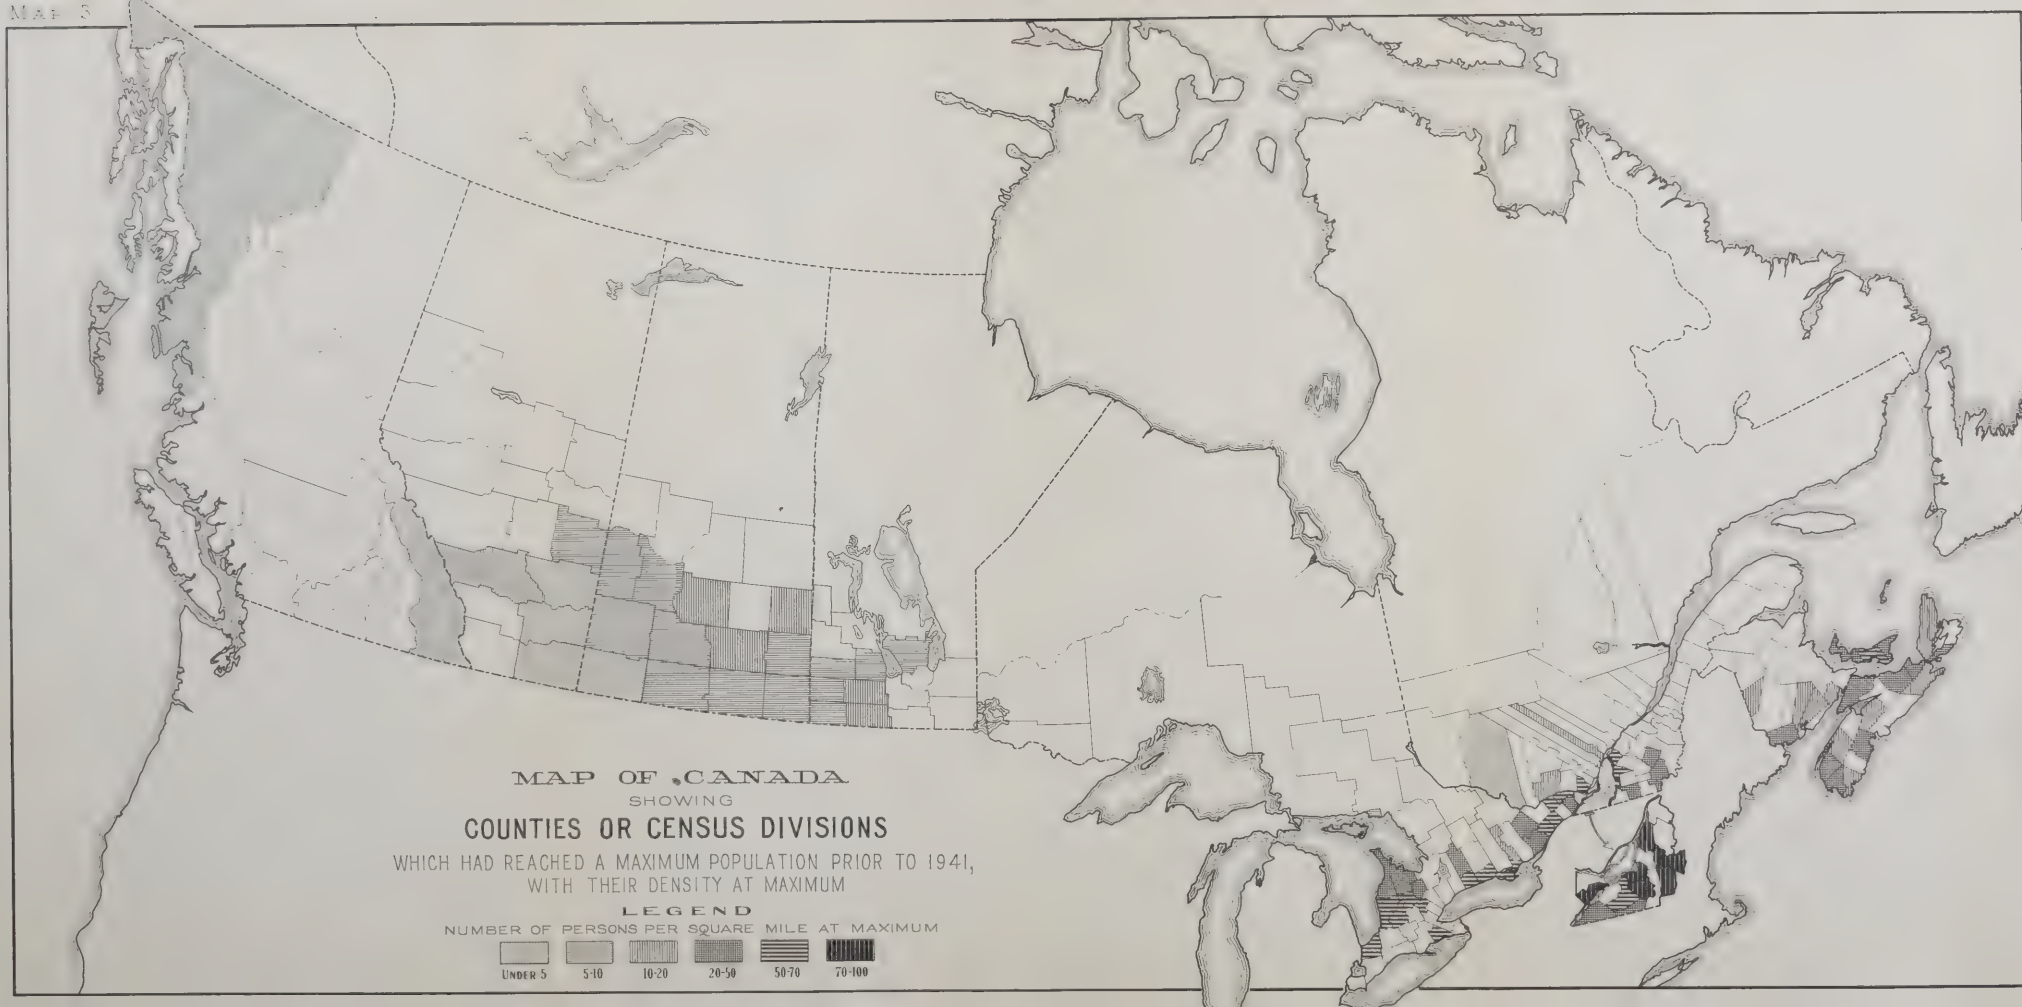 MAP 3
MAP OF CANADA
SHOWING
COUNTIES OR CENSUS DIVISIONS
WHICH HAD REACHED A MAXIMUM POPULATION PRIOR TO 1941,
WITH THEIR DENSITY AT MAXIMUM
LEGEND
NUMBER OF PERSONS PER SQUARE MILE AT MAXIMUM
UNDER 5 5-10 10-20 20-50 50-70 70-100